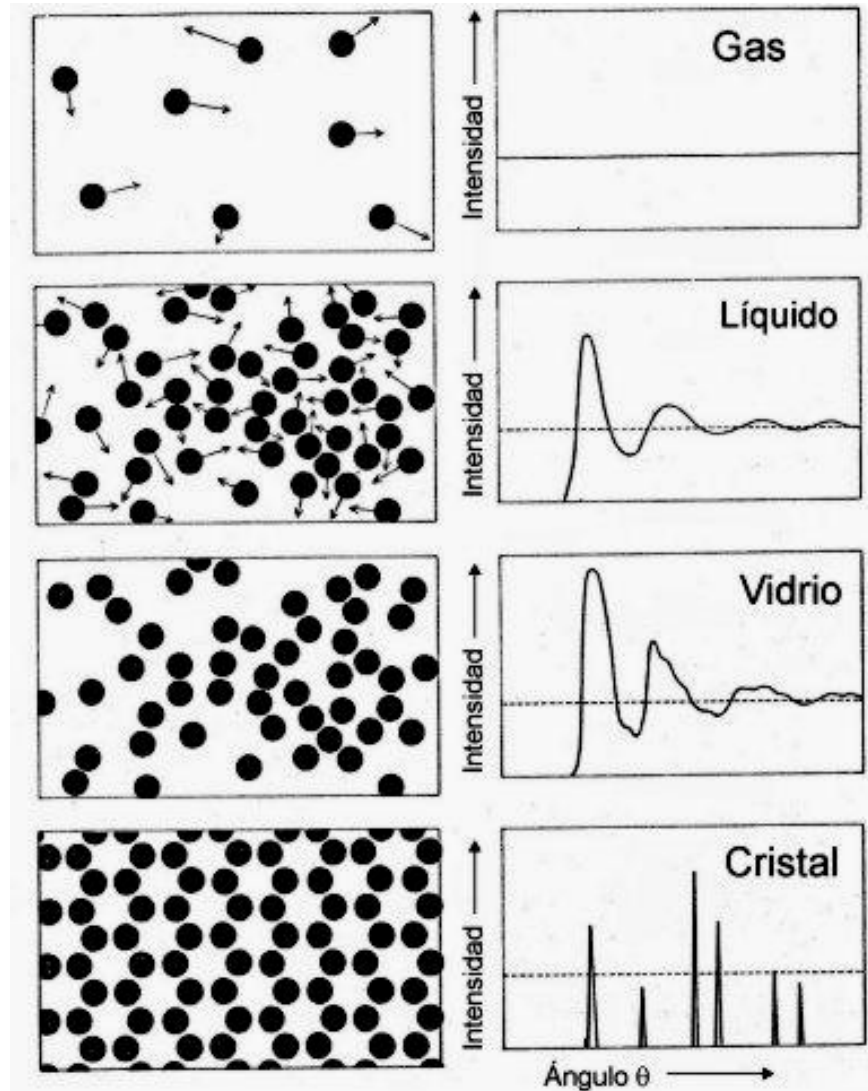 Gas
Intensidad
Líquido
Intensidad
Vidrio
Intensidad
Cristal
Intensidad
Ángulo θ